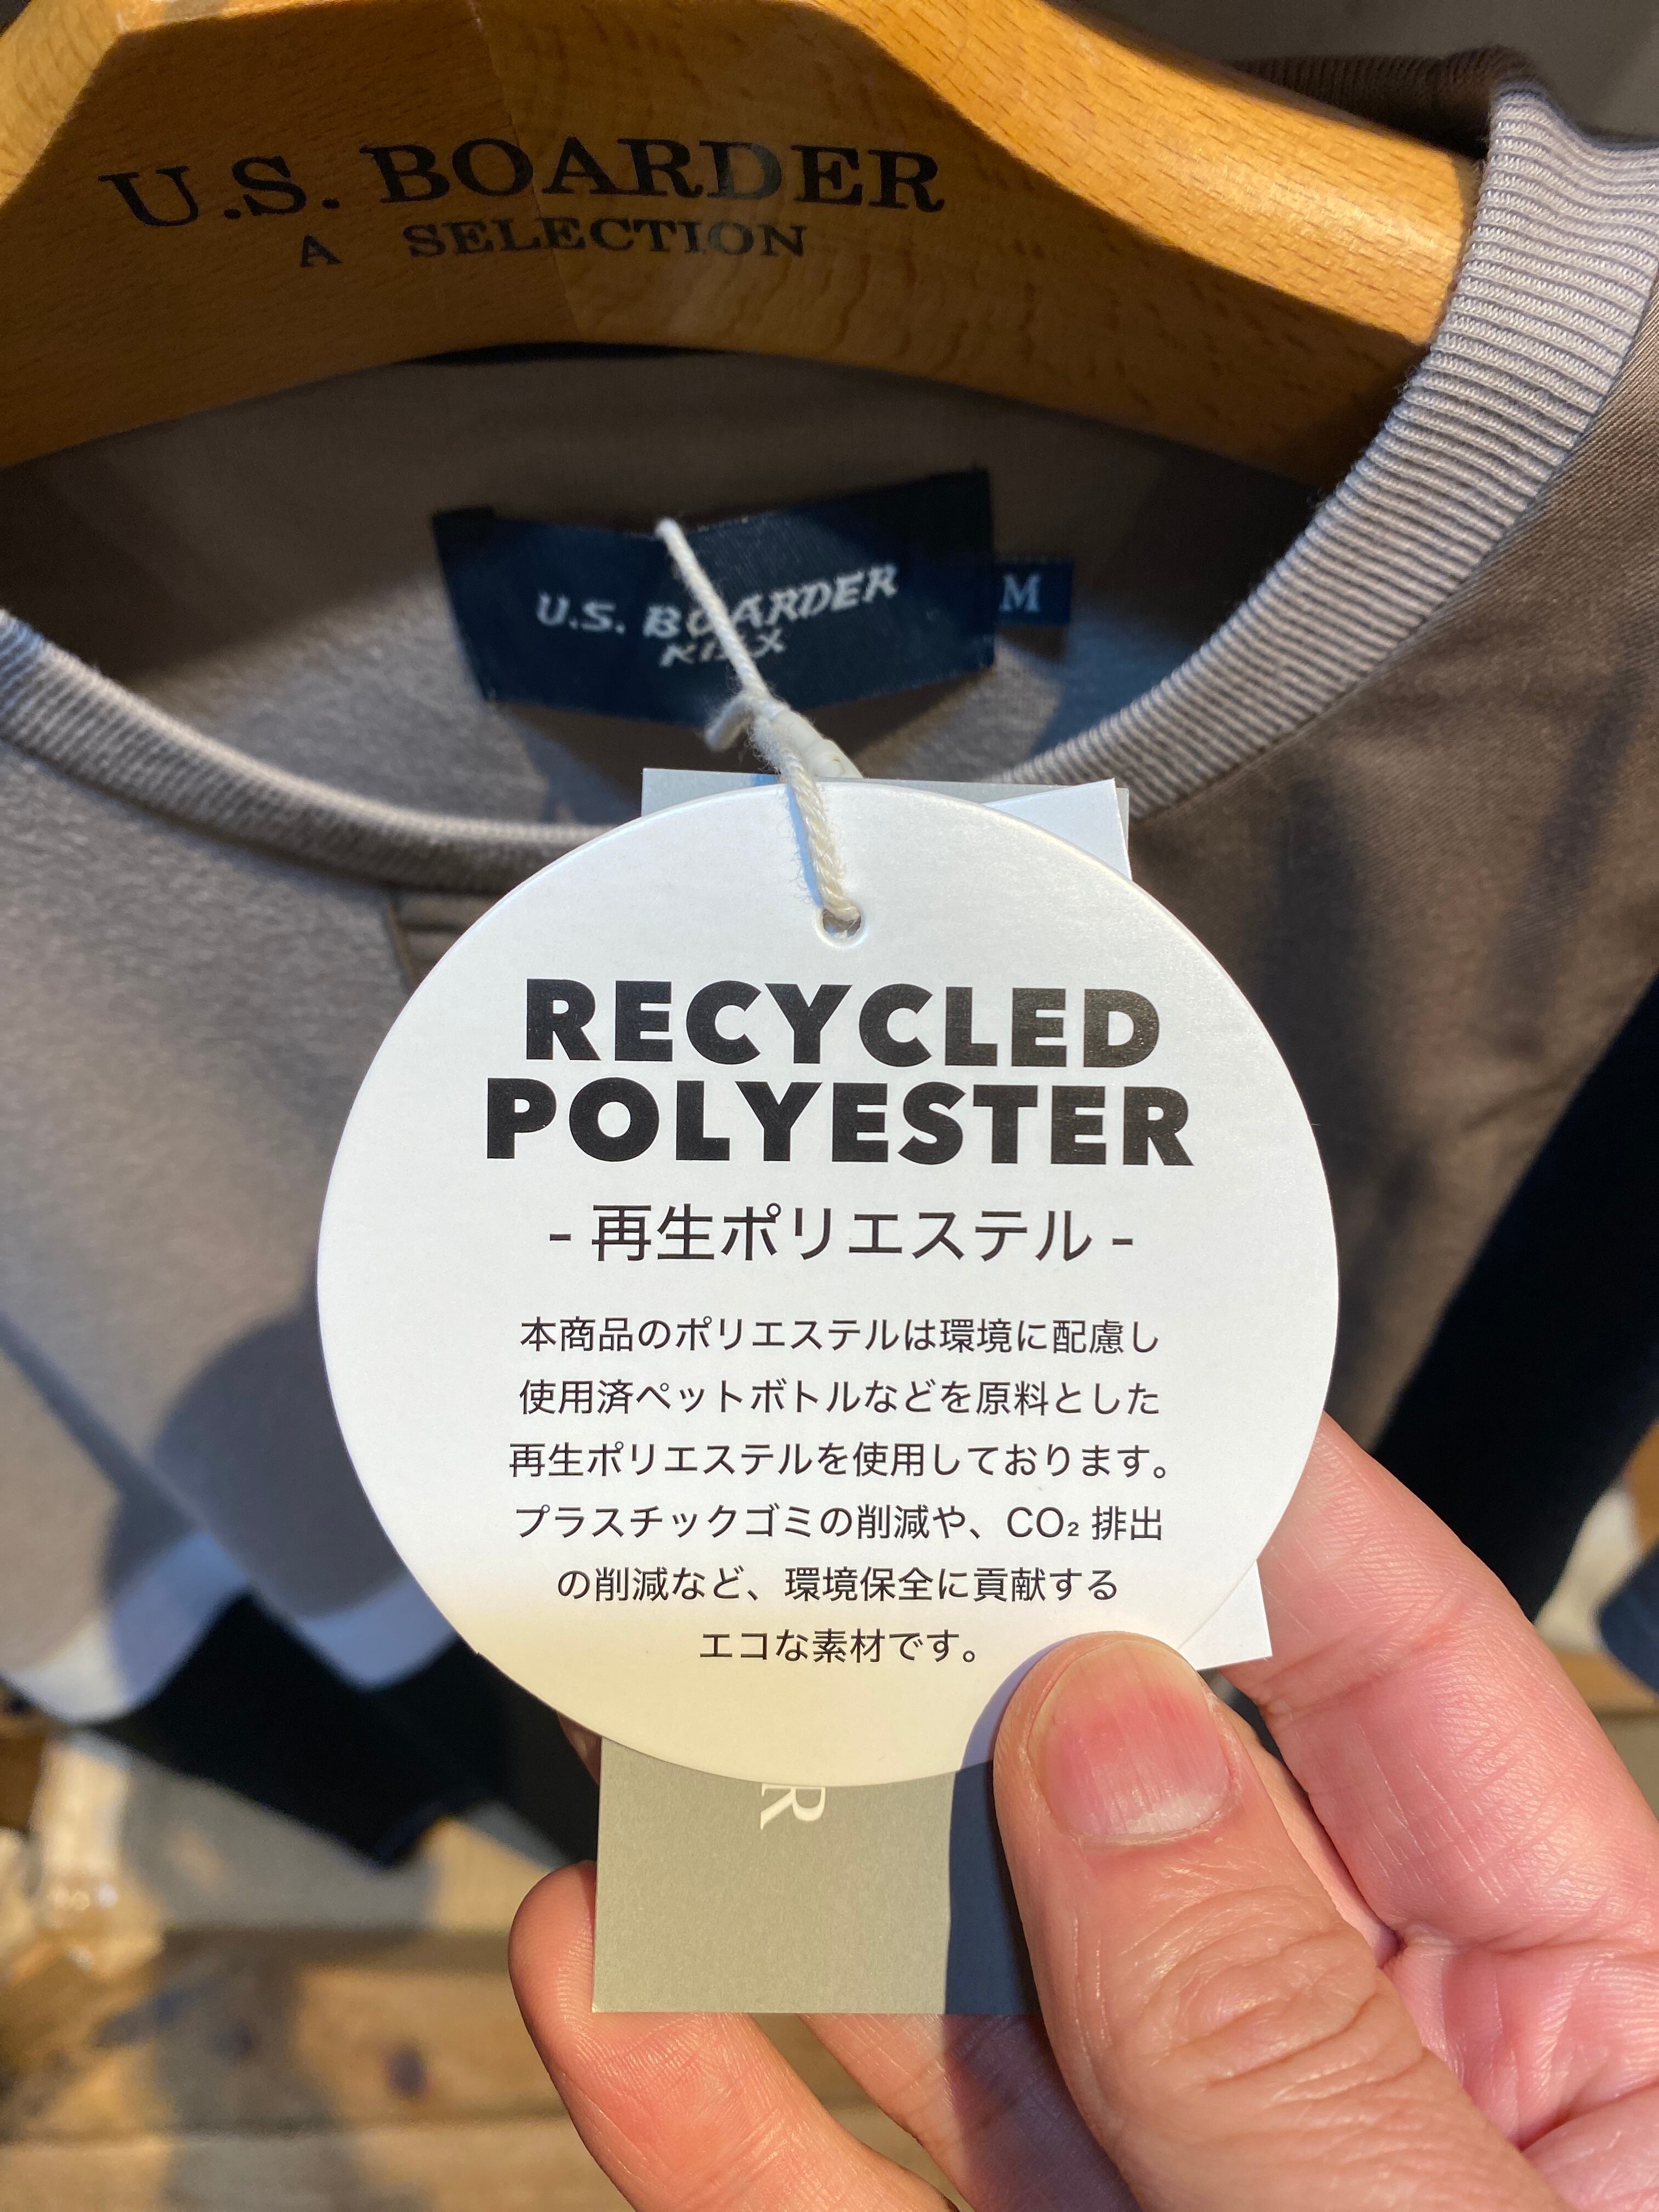 U.S. BOARDER
A SELECTION
U.S. BOARDER
M
RECYCLED
POLYESTER
- 再生ポリエステル -
本商品のポリエステルは環境に配慮し
使用済ペットボトルなどを原料とした
再生ポリエステルを使用しております。
プラスチックゴミの削減や、CO₂ 排出
の削減など、環境保全に貢献する
エコな素材です。
R